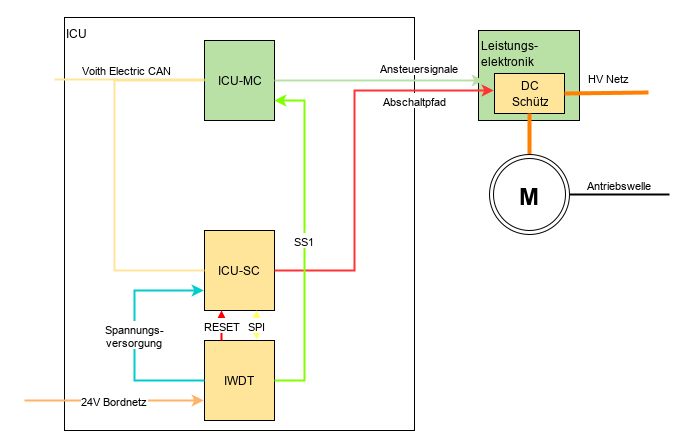 ICU
Voith Electric CAN
ICU-MC
Ansteuersignale
Abschaltpfad
Leistungs-
elektronik
DC
Schütz
HV Netz
M
Antriebswelle
SS1
ICU-SC
RESET
SPI
Spannungs-
versorgung
IWDT
24V Bordnetz